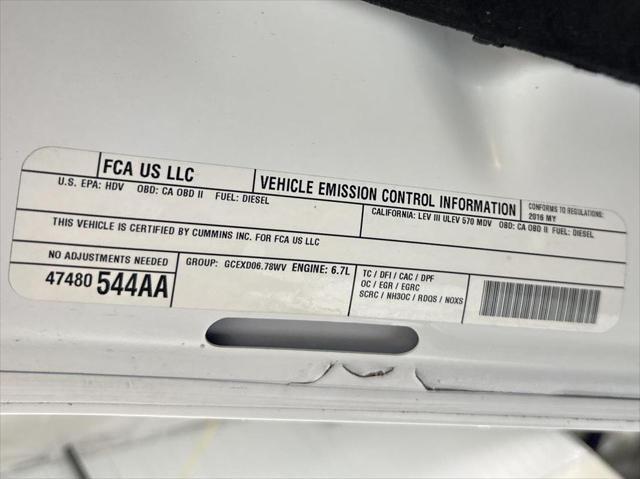 FCA US LLC
VEHICLE EMISSION CONTROL INFORMATION
CONFORMS TO REGULATIONS:
2016 MY
U.S. EPA: HDV OBD: CA OBD II FUEL: DIESEL
CALIFORNIA: LEV III ULEV 570 MDV OBD: CA OBD II FUEL: DIESEL
THIS VEHICLE IS CERTIFIED BY CUMMINS INC. FOR FCA US LLC
NO ADJUSTMENTS NEEDED
47480 544AA
GROUP: GCEXD06.78WV ENGINE: 6.7L
TC / DFI / CAC / DPF
OC / EGR / EGRC
SCRC / NH3OC / RDOS / NOXS